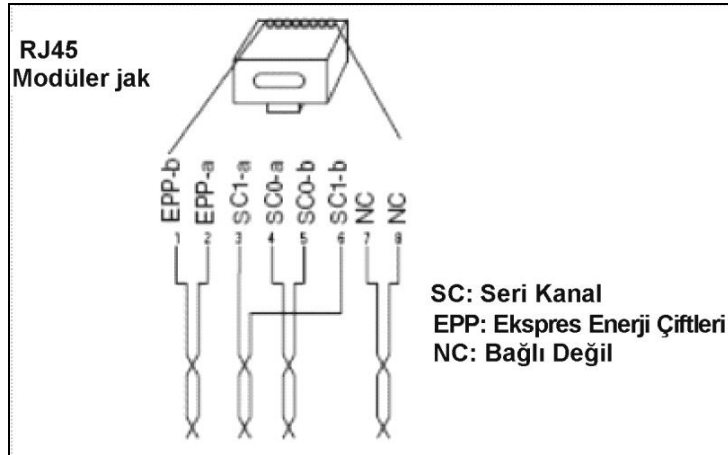 RJ45
Modüler jak
EPP-b
EPP-a
SC1-a
SC0-a
SC0-b
SC1-b
NC
NC
1 2 3 4 5 6 7 8
SC: Seri Kanal
EPP: Ekspres Enerji Çiftleri
NC: Bağlı Değil